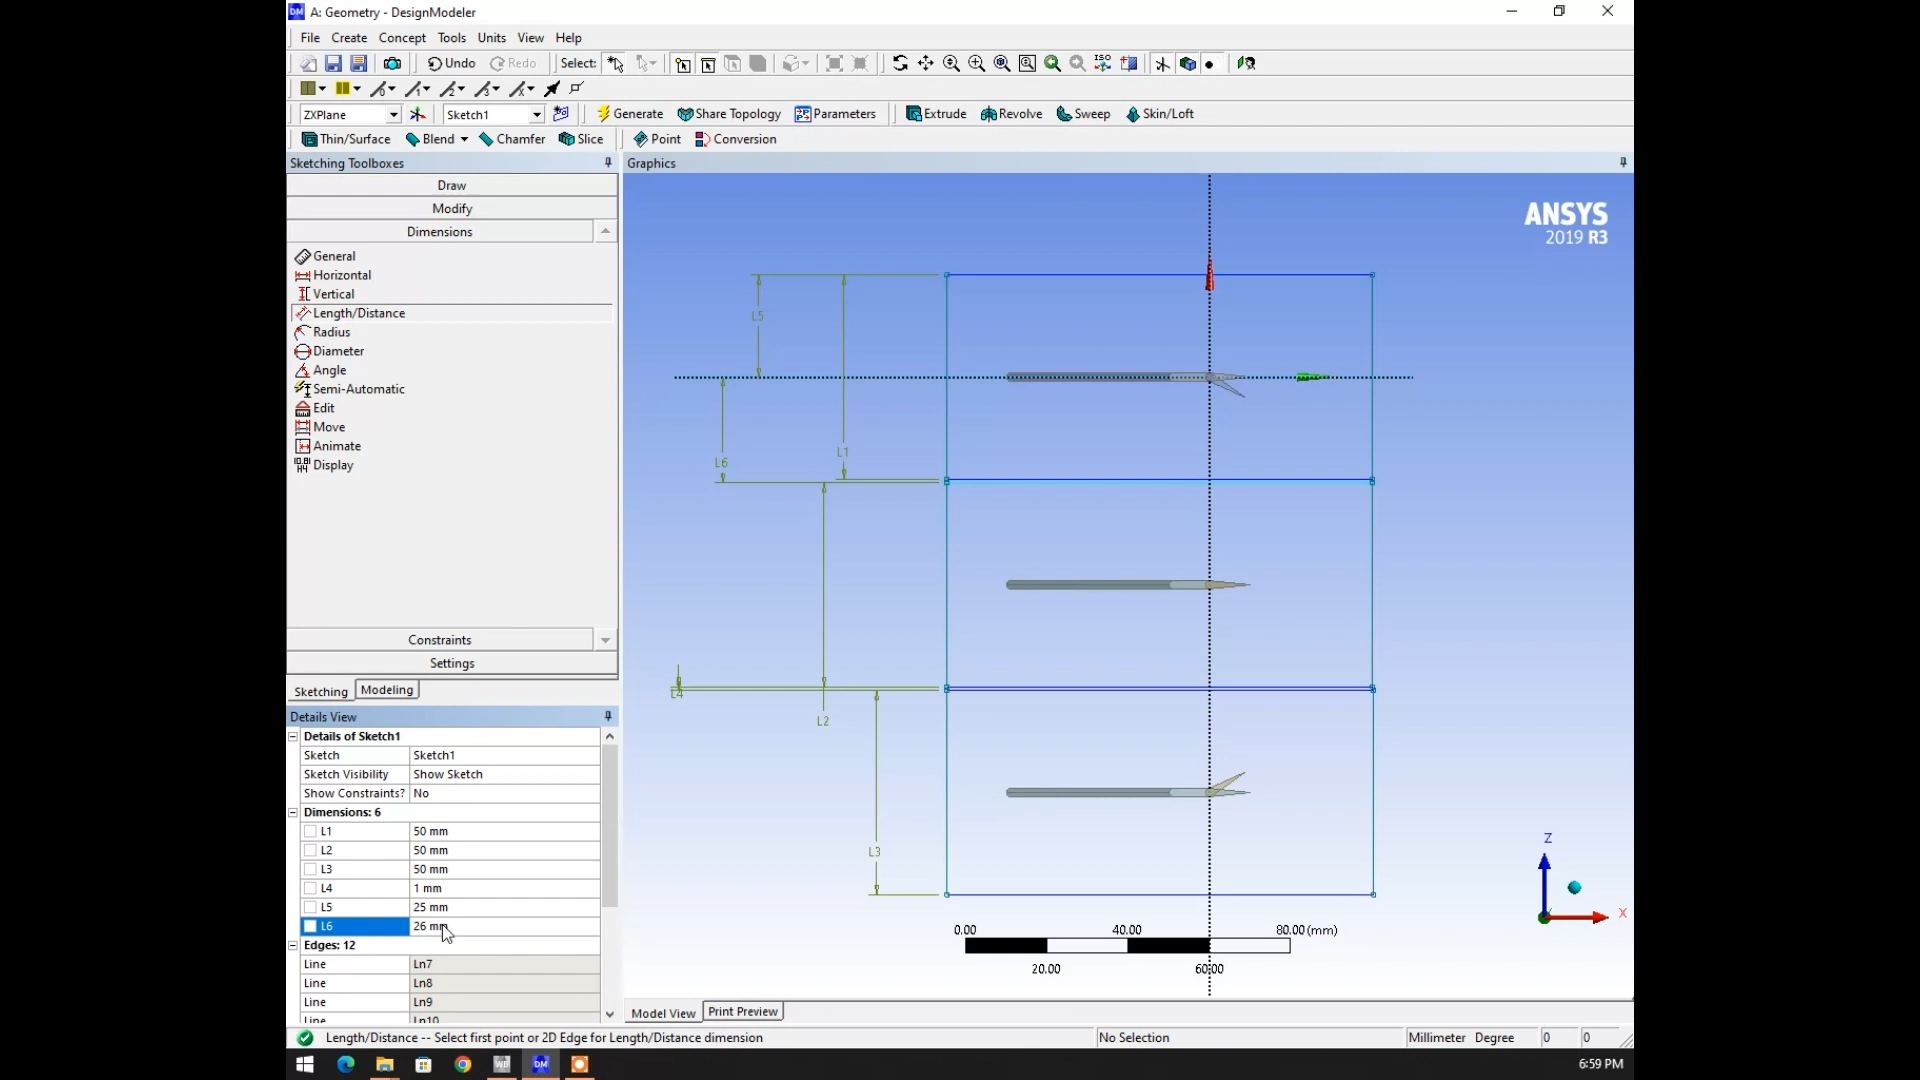 A: Geometry - DesignModeler
File Create Concept Tools Units View Help
Undo Redo Select: ISO
ZXPlane Sketch1 Generate Share Topology Parameters Extrude Revolve Sweep Skin/Loft
Thin/Surface Blend Chamfer Slice Point Conversion
Sketching Toolboxes
Draw
Modify
Dimensions
General
Horizontal
Vertical
Length/Distance
Radius
Diameter
Angle
Semi-Automatic
Edit
Move
Animate
Display
Constraints
Settings
Sketching Modeling
Details View
Details of Sketch1
Sketch Sketch1
Sketch Visibility Show Sketch
Show Constraints? No
Dimensions: 6
L1 50 mm
L2 50 mm
L3 50 mm
L4 1 mm
L5 25 mm
L6 26 mm
Edges: 12
Line Ln7
Line Ln8
Line Ln9
Line Ln10
Graphics
ANSYS
2019 R3
L5
L1
L6
L4
L2
L3
0.00 40.00 80.00 (mm)
20.00 60.00
Z
X
Model View Print Preview
Length/Distance -- Select first point or 2D Edge for Length/Distance dimension No Selection Millimeter Degree 0 0
DM
6:59 PM